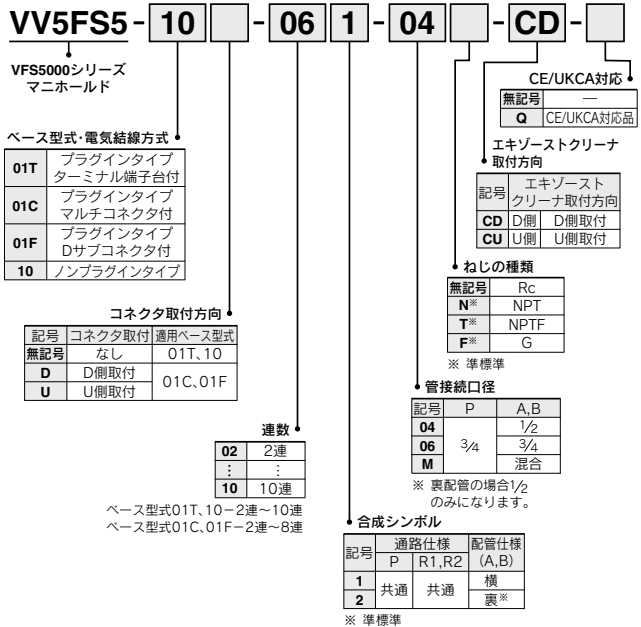 VV5FS5-10 - 06 1 - 04 - CD -
VFS5000シリーズ
マニホールド
ベース型式・電気結線方式
01T プラグインタイプ
ターミナル端子台付
01C プラグインタイプ
マルチコネクタ付
01F プラグインタイプ
Dサブコネクタ付
10 ノンプラグインタイプ
コネクタ取付方向
記号 コネクタ取付 適用ベース型式
無記号 なし 01T、10
D D側取付 01C、01F
U U側取付
連数
02 2連
⋮ ⋮
10 10連
ベース型式01T、10−2連〜10連
ベース型式01C、01F−2連〜8連
合成シンボル
記号 通路仕様 配管仕様
P R1,R2 (A,B)
1 共通 共通 横
2 裏※
※ 準標準
管接続口径
記号 P A,B
04 3/4 1/2
06 3/4
M 混合
※ 裏配管の場合1/2
のみになります。
ねじの種類
無記号 Rc
N※ NPT
T※ NPTF
F※ G
※ 準標準
エキゾーストクリーナ
取付方向
記号 エキゾースト
クリーナ取付方向
CD D側 D側取付
CU U側 U側取付
CE/UKCA対応
無記号 —
Q CE/UKCA対応品